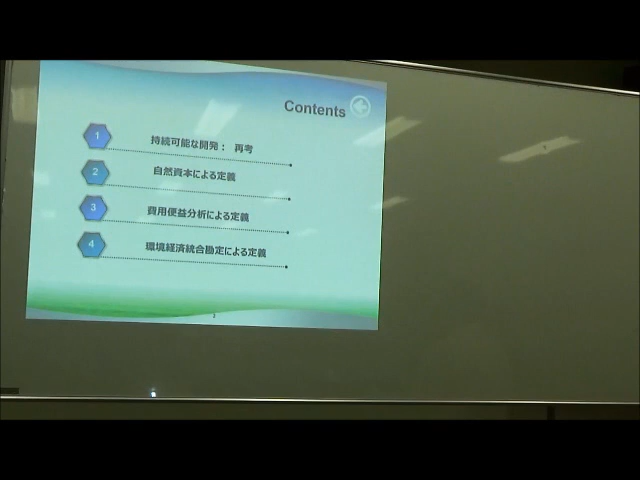 Contents
1 持続可能な開発： 再考
2 自然資本による定義
3 費用便益分析による定義
4 環境経済統合勘定による定義